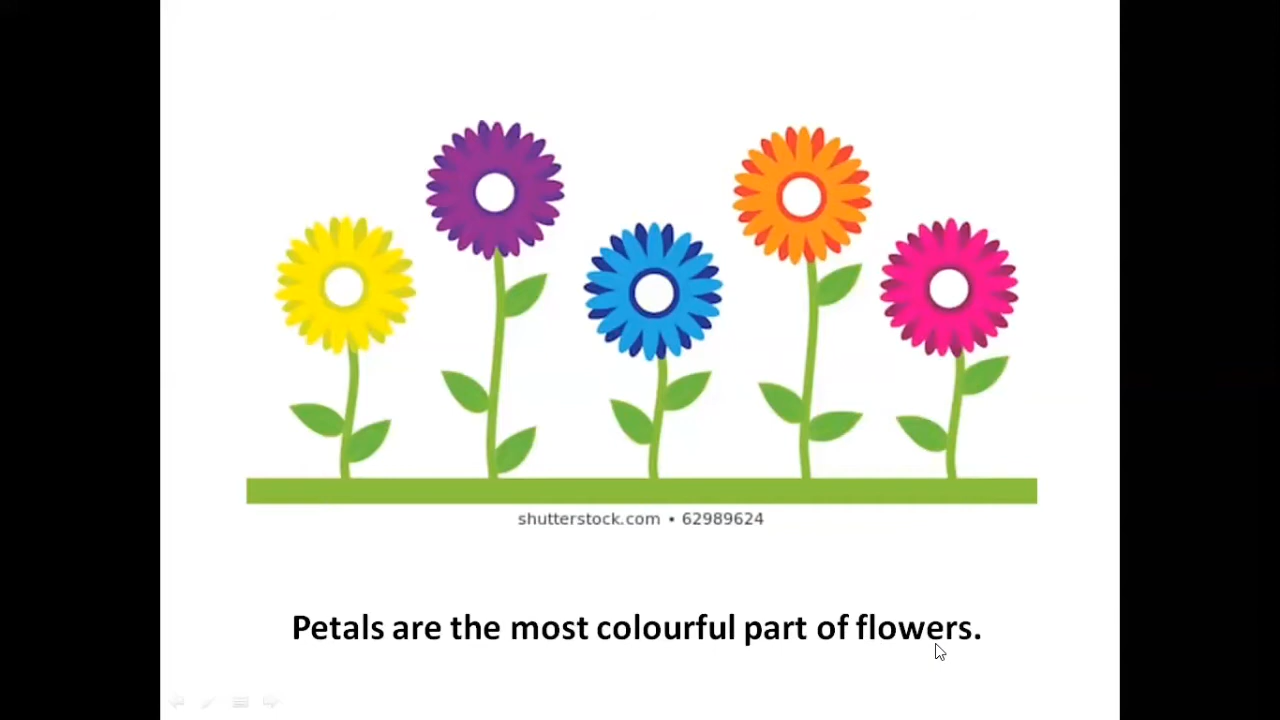 shutterstock.com • 62989624
Petals are the most colourful part of flowers.